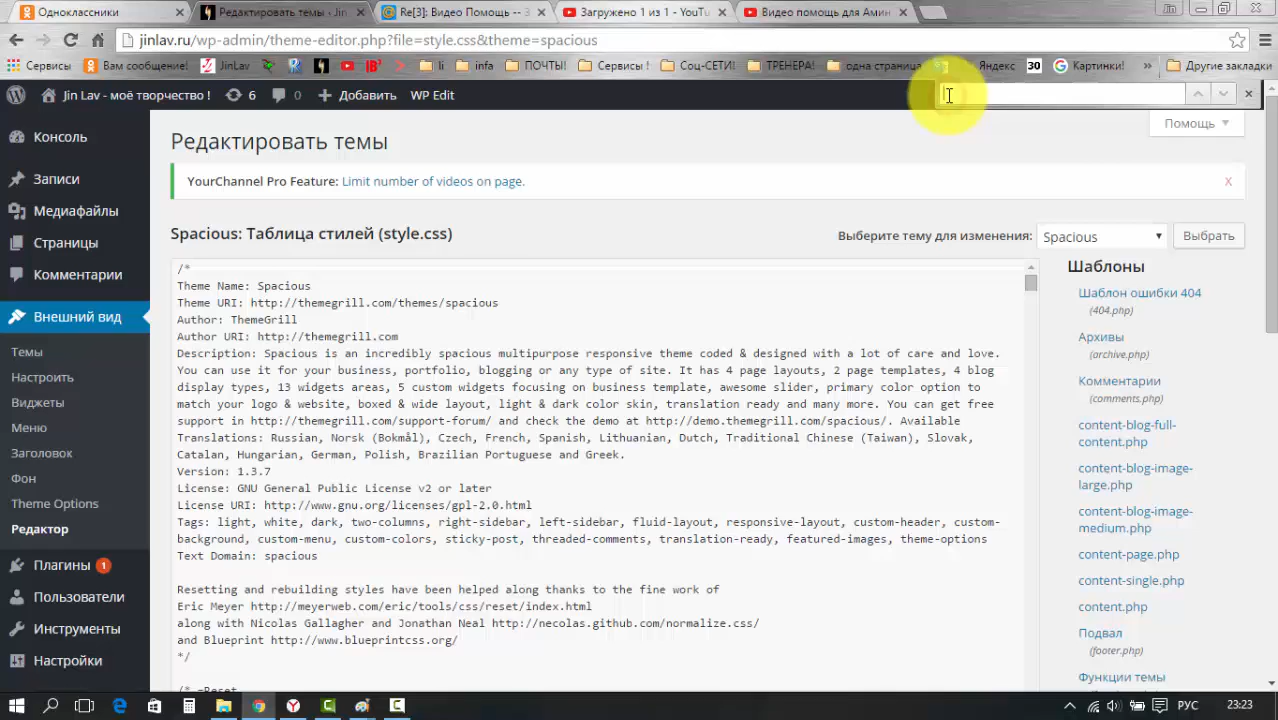 Одноклассники
Редактировать темы ‹ Jin
Re[3]: Видео Помощь -- З
Загружено 1 из 1 - YouTu
Видео помощь для Амин
jinlav.ru/wp-admin/theme-editor.php?file=style.css&theme=spacious
Сервисы
Вам сообщение!
JinLav
li
infa
ПОЧТЫ!
Сервисы !
Соц-СЕТИ!
ТРЕНЕРА!
одна страница
Яндекс
30
Картинки!
»
Другие закладки
Jin Lav - моё творчество !
6
0
Добавить
WP Edit
Помощь
Консоль
Записи
Медиафайлы
Страницы
Комментарии
Внешний вид
Темы
Настроить
Виджеты
Меню
Заголовок
Фон
Theme Options
Редактор
Плагины 1
Пользователи
Инструменты
Настройки
Редактировать темы
YourChannel Pro Feature: Limit number of videos on page.
X
Spacious: Таблица стилей (style.css)
Выберите тему для изменения:
Spacious
Выбрать
/*
Theme Name: Spacious
Theme URI: http://themegrill.com/themes/spacious
Author: ThemeGrill
Author URI: http://themegrill.com
Description: Spacious is an incredibly spacious multipurpose responsive theme coded & designed with a lot of care and love.
You can use it for your business, portfolio, blogging or any type of site. It has 4 page layouts, 2 page templates, 4 blog
display types, 13 widgets areas, 5 custom widgets focusing on business template, awesome slider, primary color option to
match your logo & website, boxed & wide layout, light & dark color skin, translation ready and many more. You can get free
support in http://themegrill.com/support-forum/ and check the demo at http://demo.themegrill.com/spacious/. Available
Translations: Russian, Norsk (Bokmål), Czech, French, Spanish, Lithuanian, Dutch, Traditional Chinese (Taiwan), Slovak,
Catalan, Hungarian, German, Polish, Brazilian Portuguese and Greek.
Version: 1.3.7
License: GNU General Public License v2 or later
License URI: http://www.gnu.org/licenses/gpl-2.0.html
Tags: light, white, dark, two-columns, right-sidebar, left-sidebar, fluid-layout, responsive-layout, custom-header, custom-
background, custom-menu, custom-colors, sticky-post, threaded-comments, translation-ready, featured-images, theme-options
Text Domain: spacious
Resetting and rebuilding styles have been helped along thanks to the fine work of
Eric Meyer http://meyerweb.com/eric/tools/css/reset/index.html
along with Nicolas Gallagher and Jonathan Neal http://necolas.github.com/normalize.css/
and Blueprint http://www.blueprintcss.org/
*/
/* =Reset
Шаблоны
Шаблон ошибки 404
(404.php)
Архивы
(archive.php)
Комментарии
(comments.php)
content-blog-full-
content.php
content-blog-image-
large.php
content-blog-image-
medium.php
content-page.php
content-single.php
content.php
Подвал
(footer.php)
Функции темы
РУС
23:23